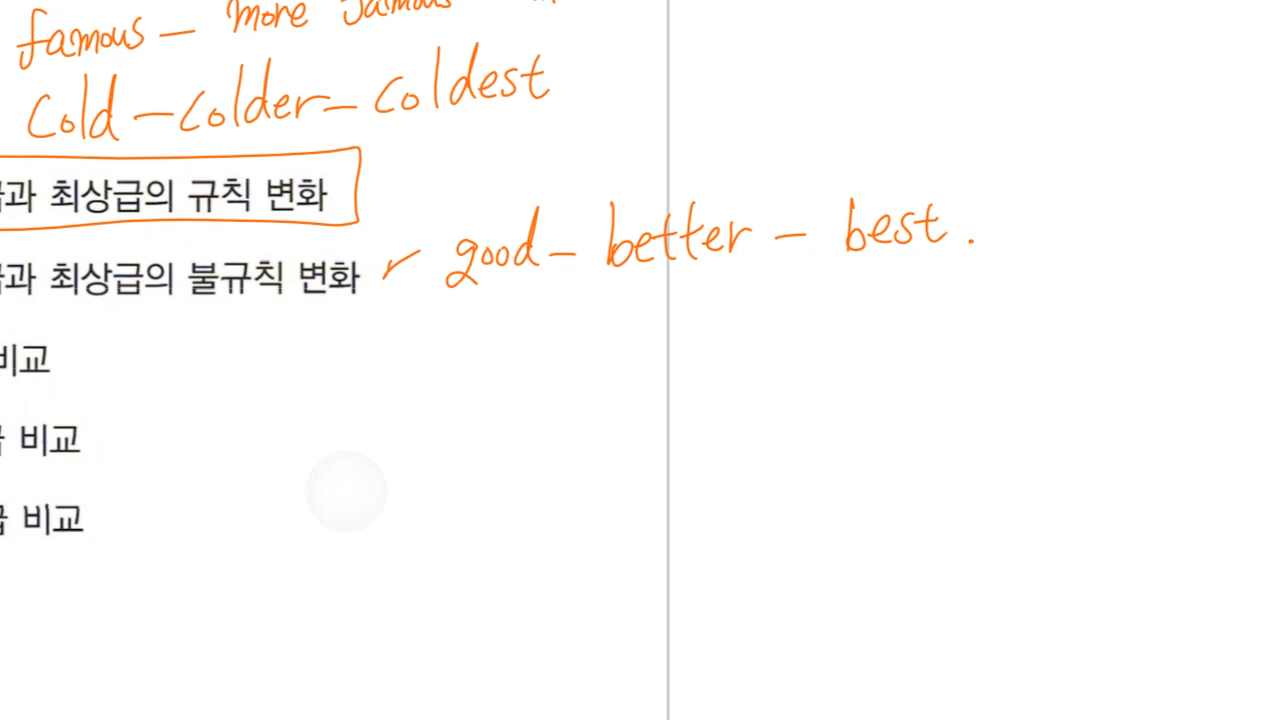 famous - more famous
cold - colder - coldest
과 최상급의 규칙 변화
과 최상급의 불규칙 변화 ✓ good - better - best.
비교
비교
비교